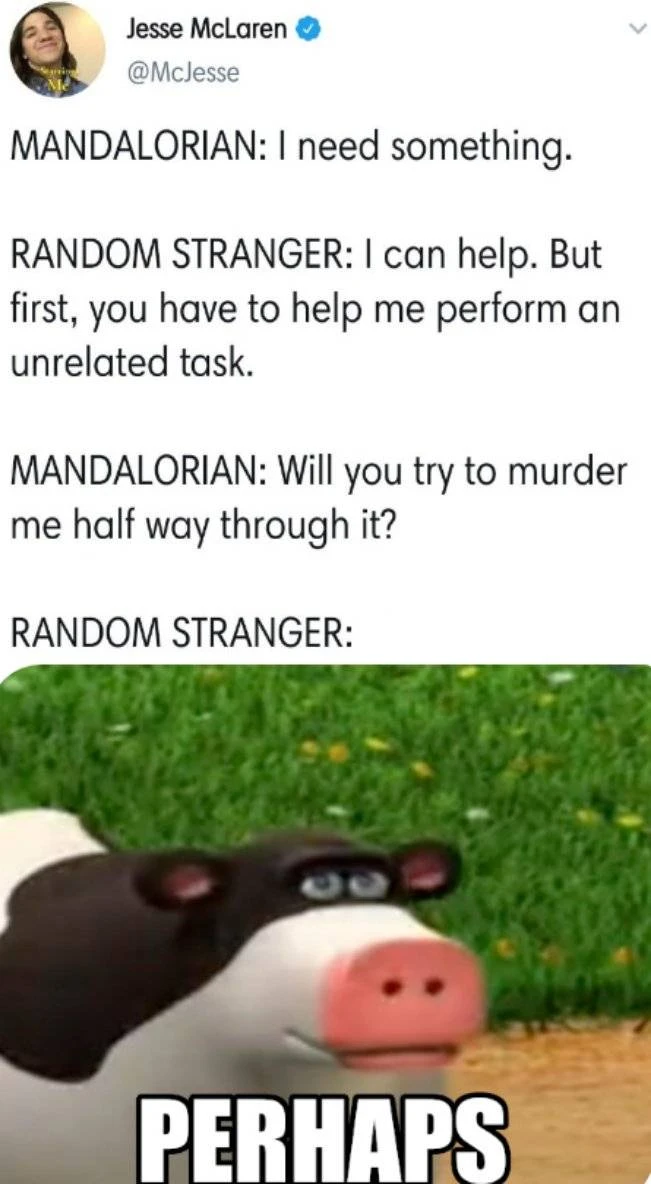 Jesse McLaren
@McJesse
MANDALORIAN: I need something.
RANDOM STRANGER: I can help. But
first, you have to help me perform an
unrelated task.
MANDALORIAN: Will you try to murder
me half way through it?
RANDOM STRANGER:
PERHAPS